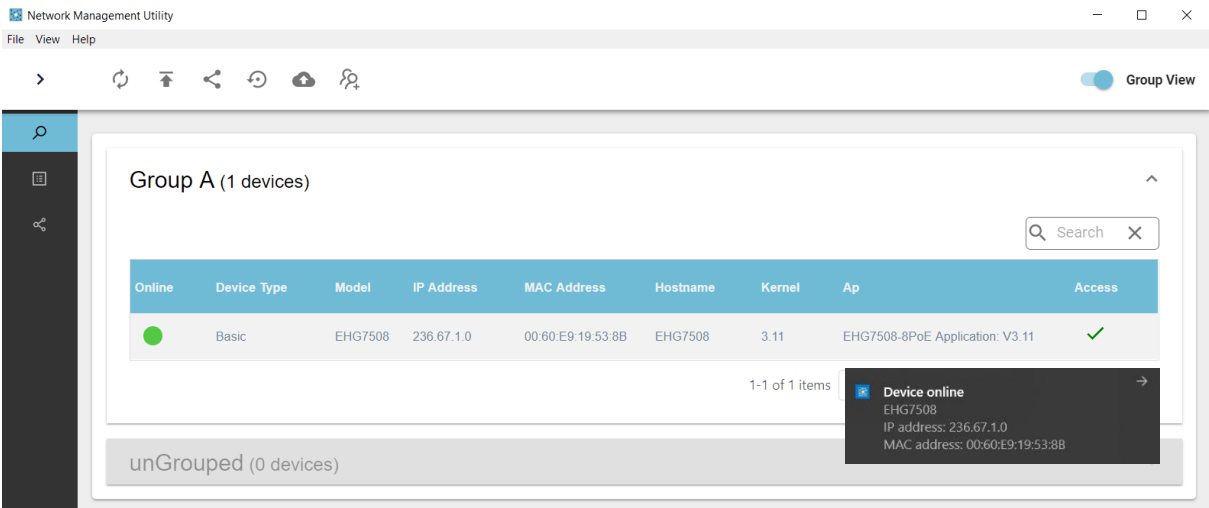 Network Management Utility
File View Help
Group View
Group A (1 devices)
Search
Online Device Type Model IP Address MAC Address Hostname Kernel Ap Access
Basic EHG7508 236.67.1.0 00:60:E9:19:53:8B EHG7508 3.11 EHG7508-8PoE Application: V3.11
1-1 of 1 items
Device online
EHG7508
IP address: 236.67.1.0
MAC address: 00:60:E9:19:53:8B
unGrouped (0 devices)